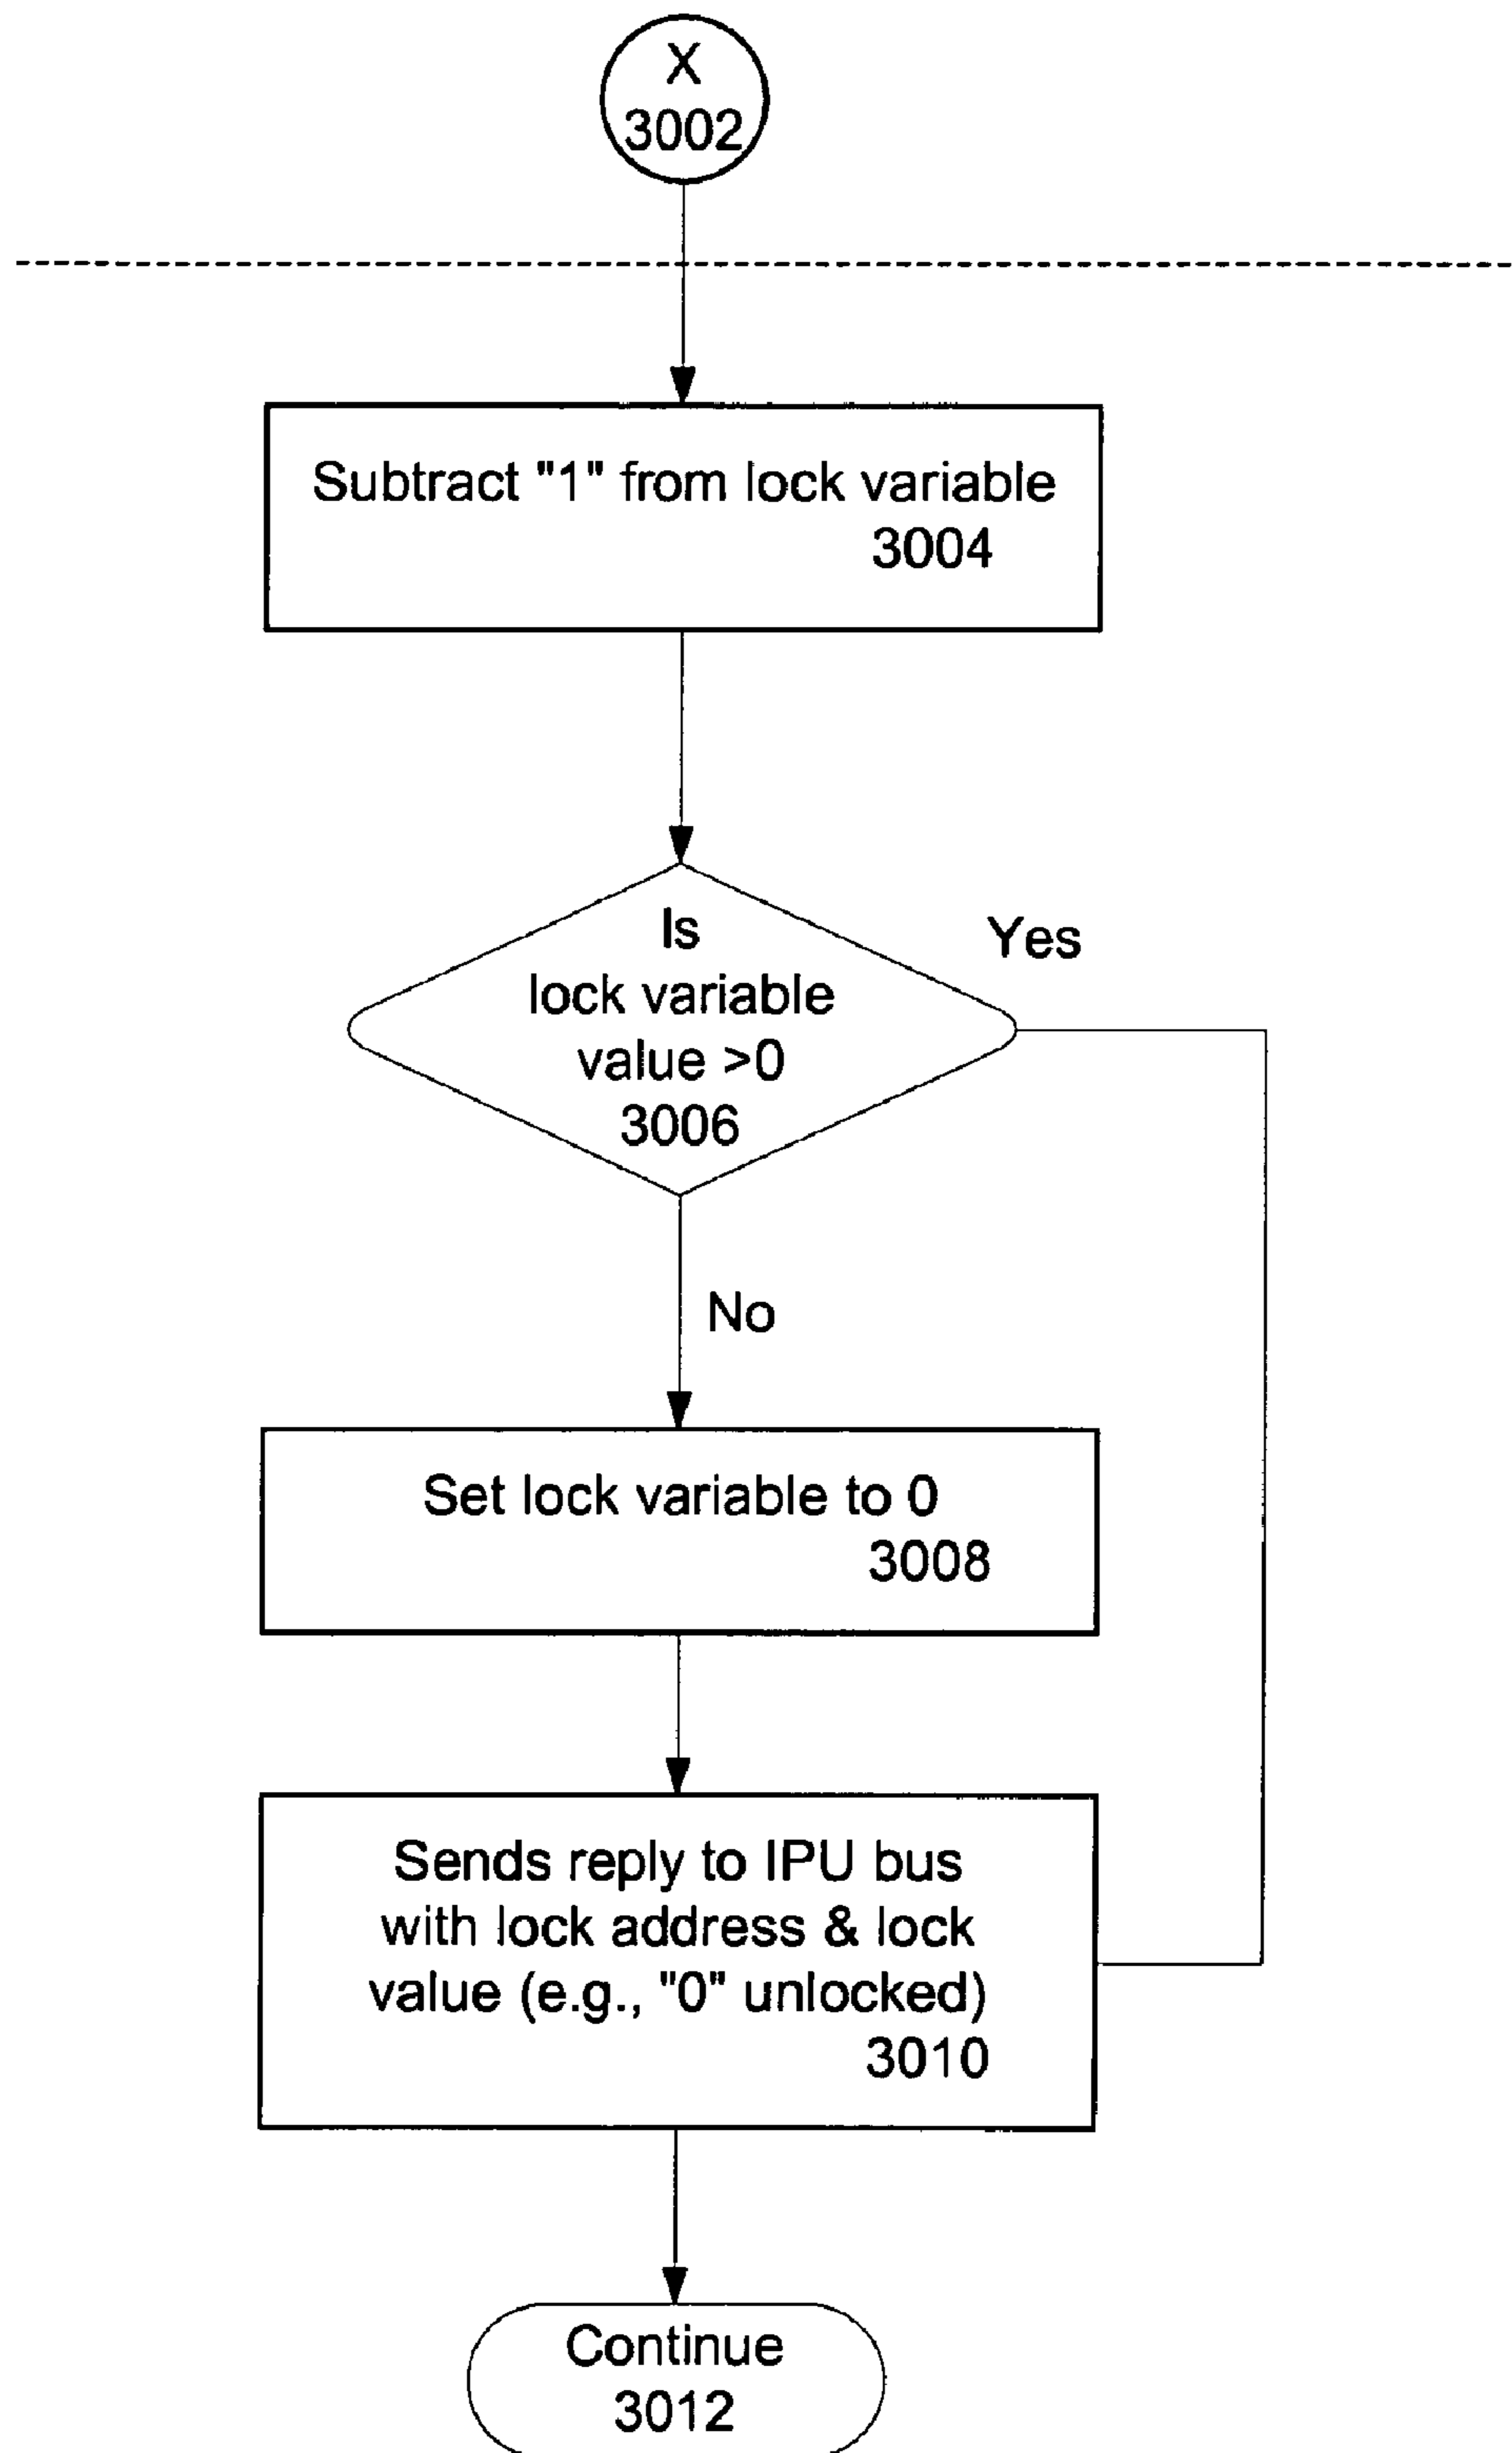 X
3002
Subtract "1" from lock variable
3004
Is
lock variable
value >0
3006
Yes
No
Set lock variable to 0
3008
Sends reply to IPU bus
with lock address & lock
value (e.g., "0" unlocked)
3010
Continue
3012